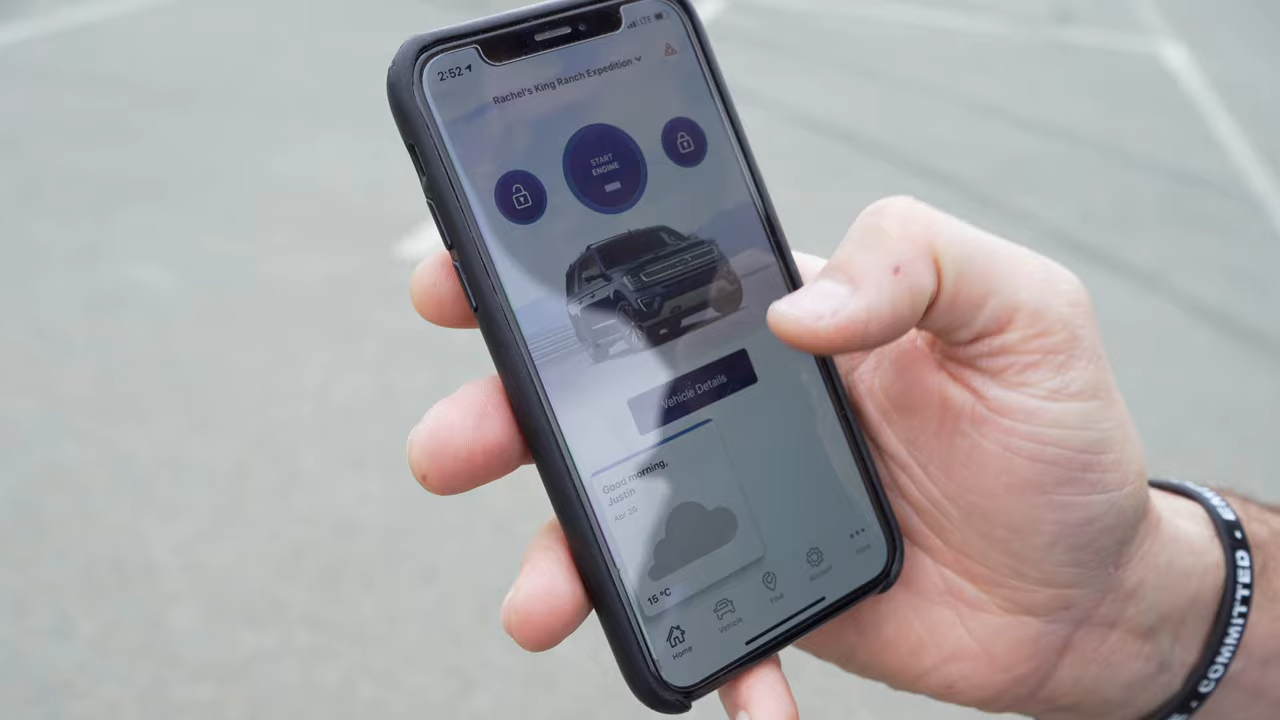 2:52
LTE
Rachel's King Ranch Expedition
START
ENGINE
Vehicle Details
Good morning,
Justin
Apr 20
15 °C
Home
Vehicle
Find
Account
More
COMMITTED